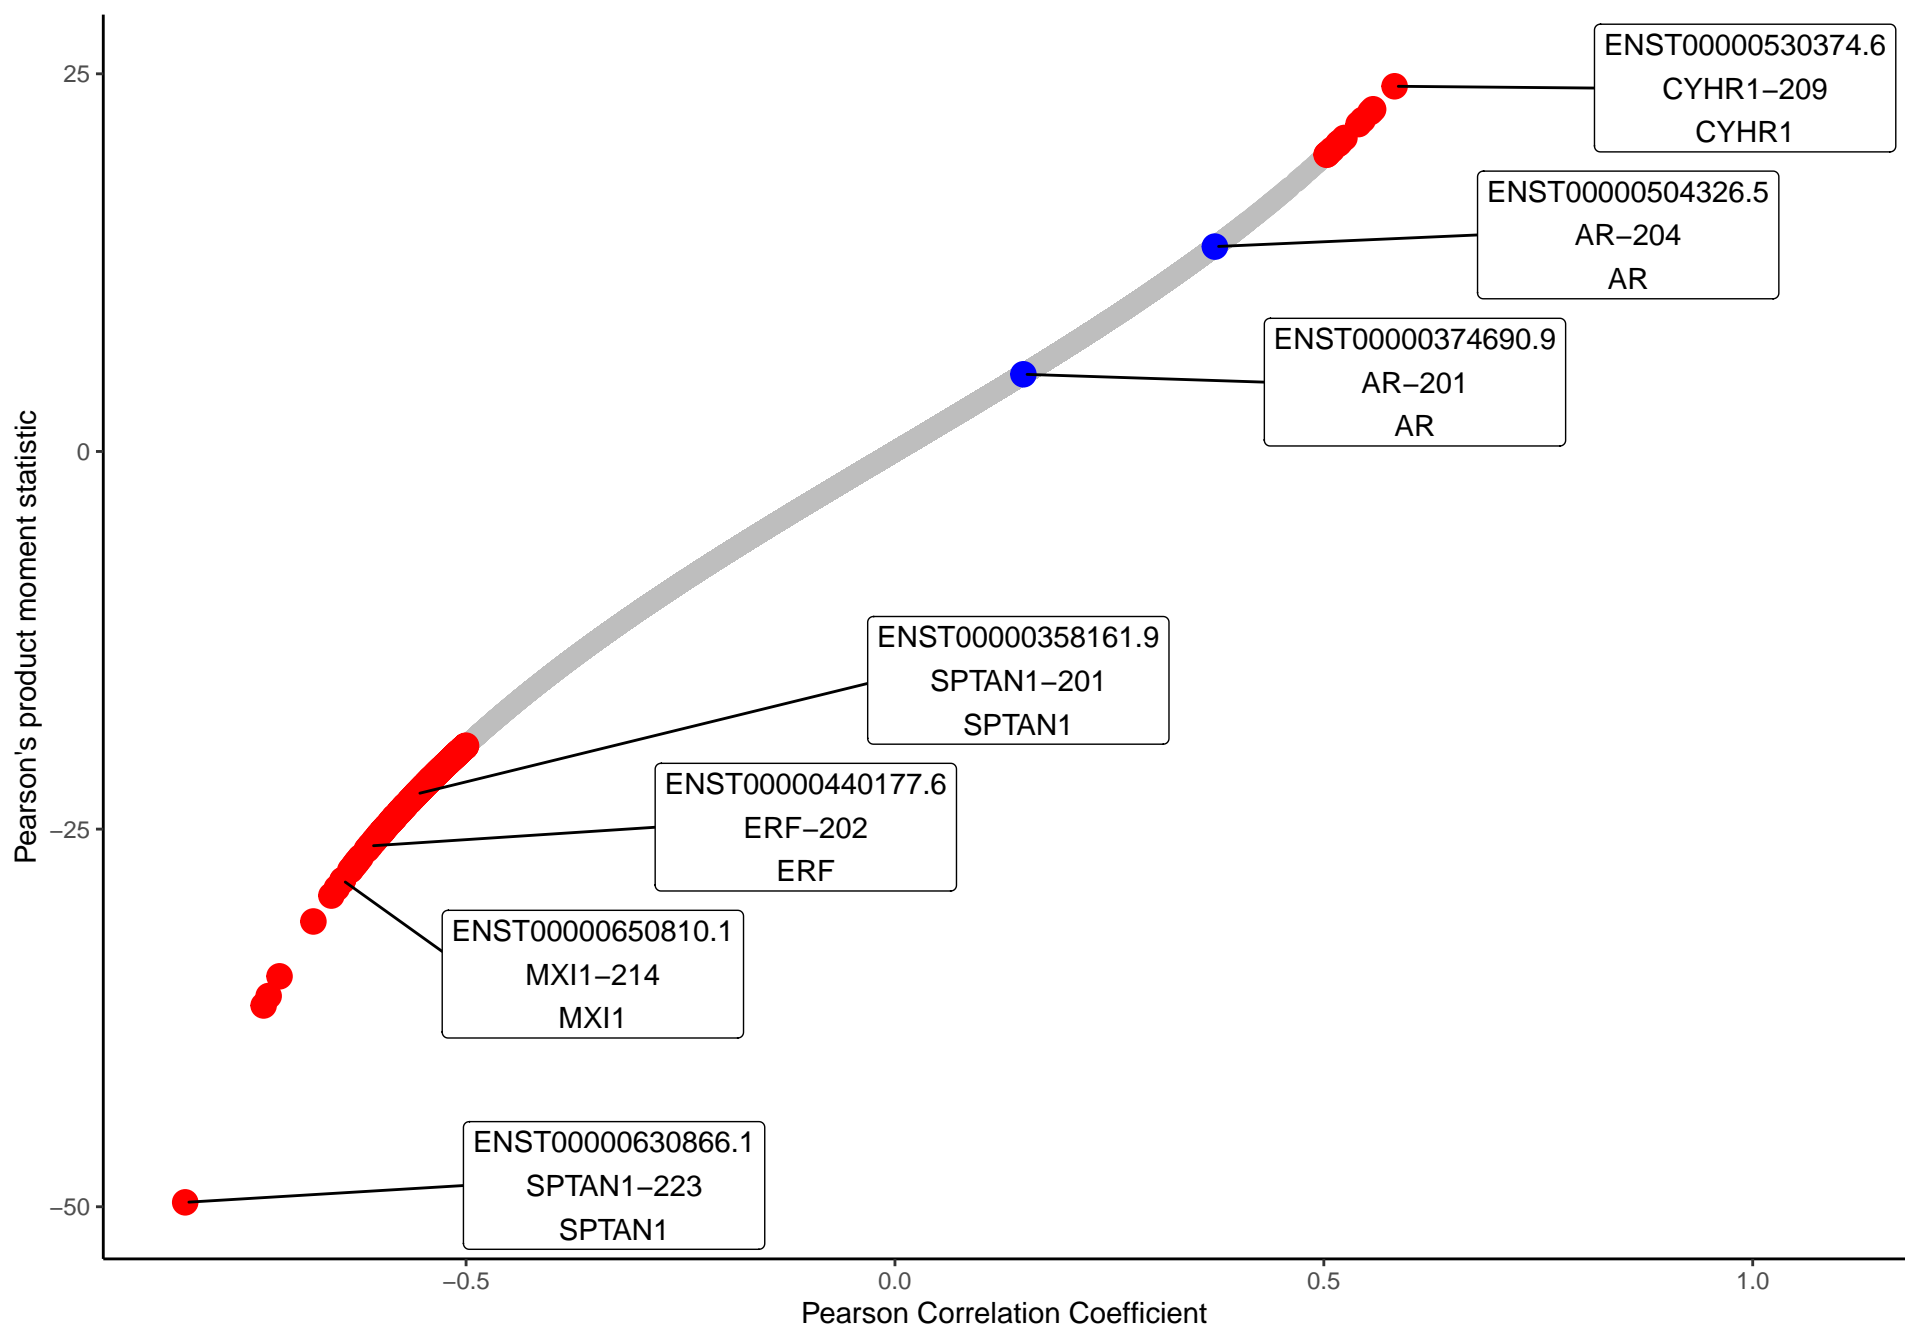 ENST00000530374.6
CYHR1−209
CYHR1
ENST00000504326.5
AR−204
AR
ENST00000374690.9
AR−201
AR
ENST00000358161.9
SPTAN1−201
SPTAN1
ENST00000440177.6
ERF−202
ERF
ENST00000650810.1
MXI1−214
MXI1
ENST00000630866.1
SPTAN1−223
SPTAN1
25
0
−25
−50
Pearson's product moment statistic
−0.5
0.0
0.5
1.0
Pearson Correlation Coefficient